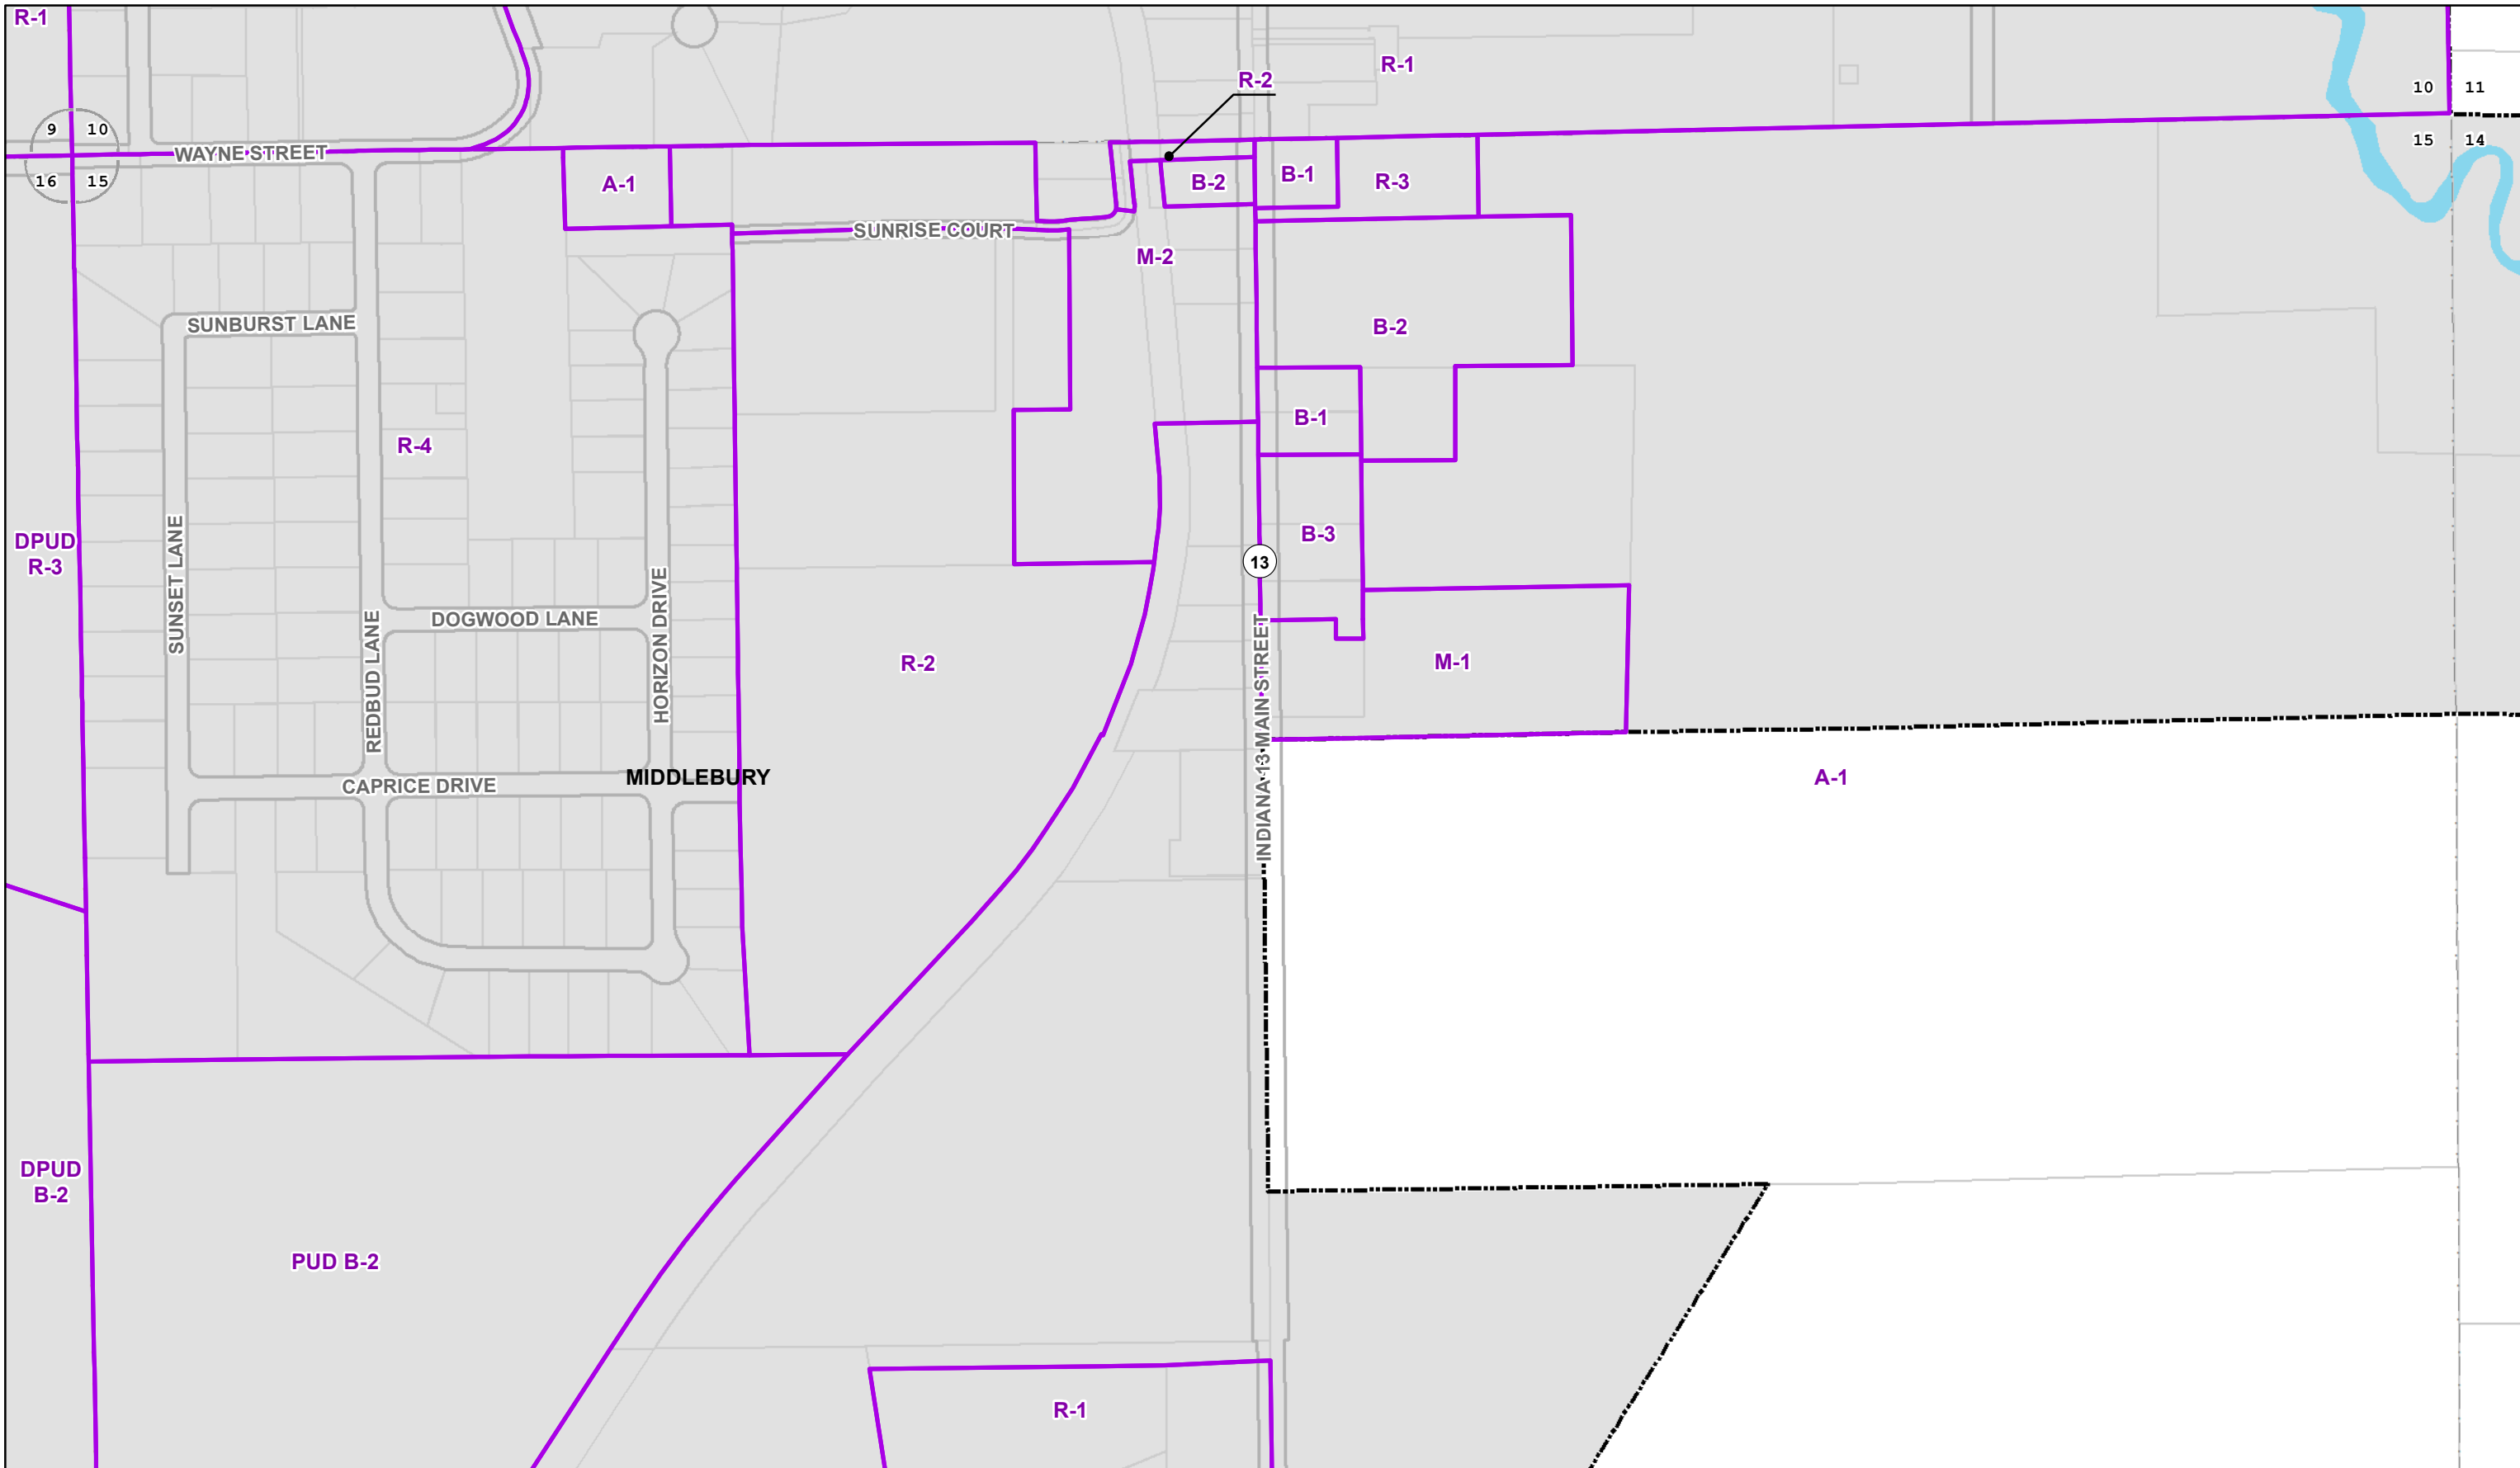 R-1
R-1
R-2
10 11
15 14
9 10
16 15
WAYNE STREET
A-1
B-2
B-1
R-3
SUNRISE COURT
M-2
SUNBURST LANE
B-2
B-1
R-4
DPUD
R-3
SUNSET LANE
B-3
13
REDBUD LANE
DOGWOOD LANE
HORIZON DRIVE
R-2
M-1
INDIANA 13 MAIN STREET
CAPRICE DRIVE
MIDDLEBURY
A-1
DPUD
B-2
PUD B-2
R-1